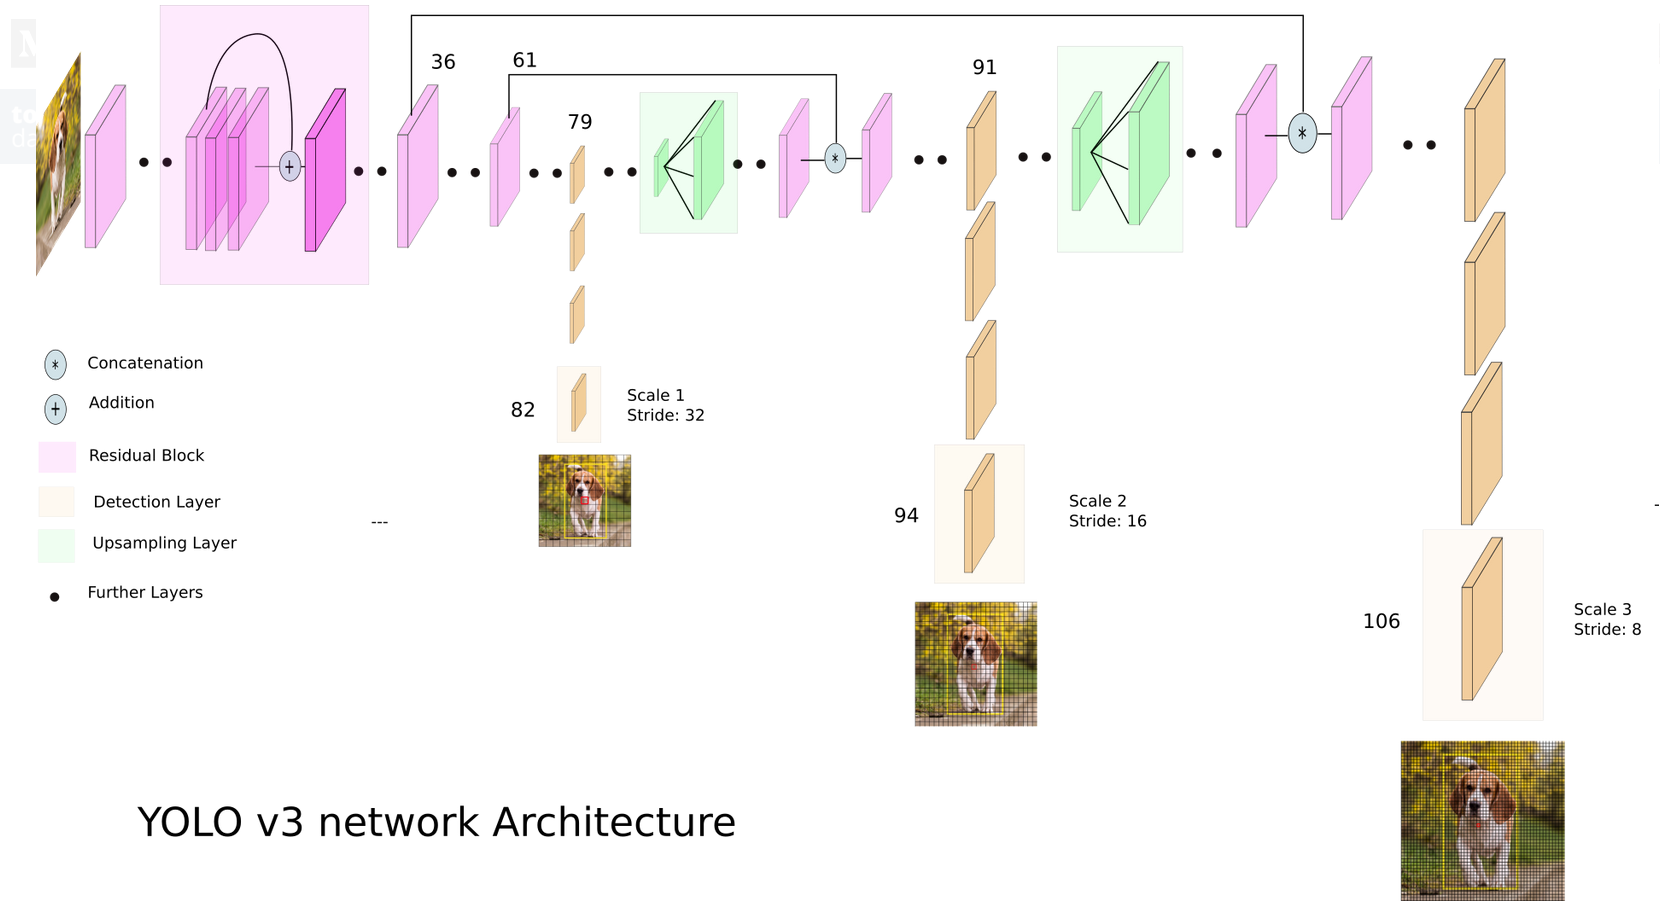 36
61
91
79
+
*
*
* Concatenation
+ Addition
Residual Block
Detection Layer
Upsampling Layer
Further Layers
---
82
Scale 1
Stride: 32
94
Scale 2
Stride: 16
106
Scale 3
Stride: 8
YOLO v3 network Architecture